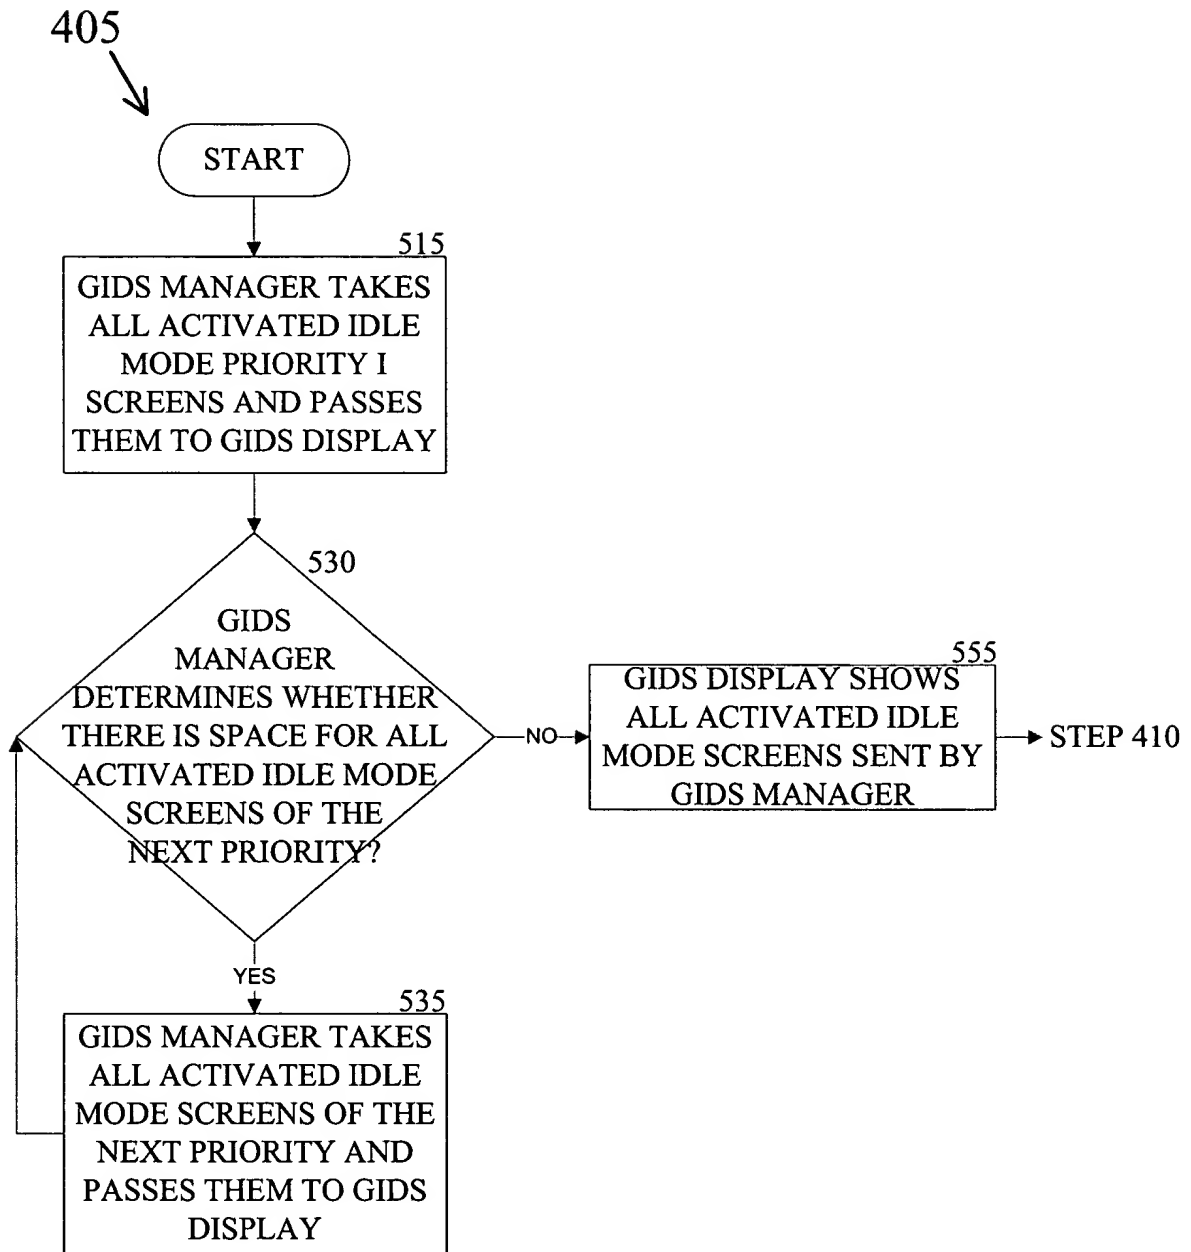 405
START
515
GIDS MANAGER TAKES
ALL ACTIVATED IDLE
MODE PRIORITY I
SCREENS AND PASSES
THEM TO GIDS DISPLAY
530
GIDS
MANAGER
DETERMINES WHETHER
THERE IS SPACE FOR ALL
ACTIVATED IDLE MODE
SCREENS OF THE
NEXT PRIORITY?
NO
555
GIDS DISPLAY SHOWS
ALL ACTIVATED IDLE
MODE SCREENS SENT BY
GIDS MANAGER
STEP 410
YES
535
GIDS MANAGER TAKES
ALL ACTIVATED IDLE
MODE SCREENS OF THE
NEXT PRIORITY AND
PASSES THEM TO GIDS
DISPLAY